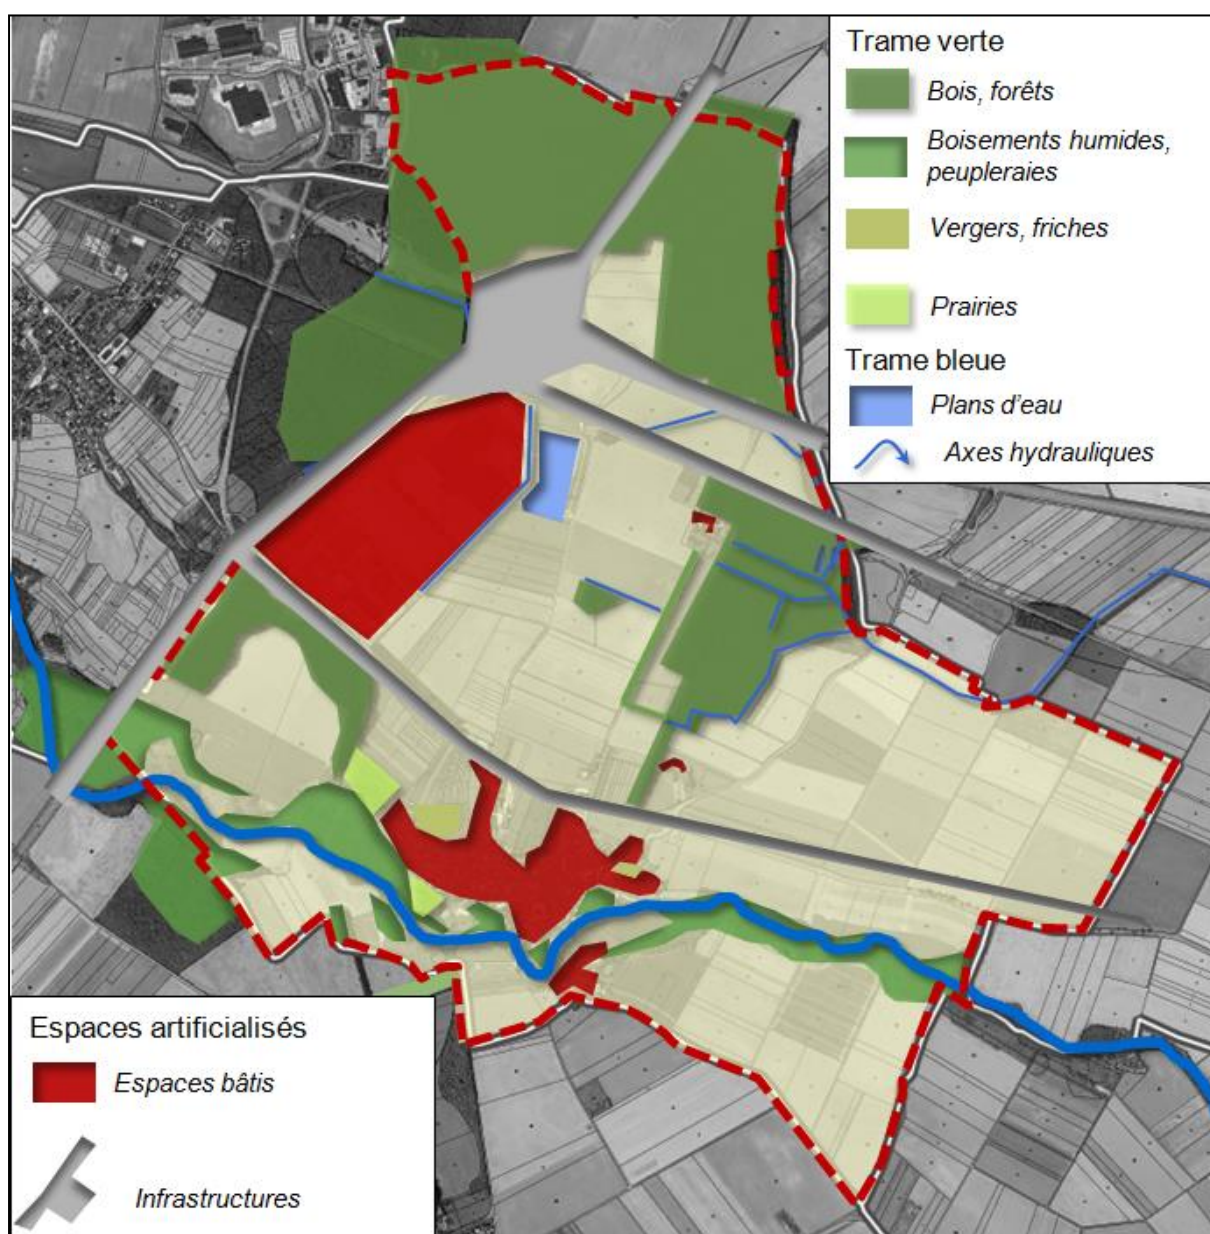 Trame verte
Bois, forêts
Boisements humides,
peupleraies
Vergers, friches
Prairies
Trame bleue
Plans d'eau
Axes hydrauliques
Espaces artificialisés
Espaces bâtis
Infrastructures